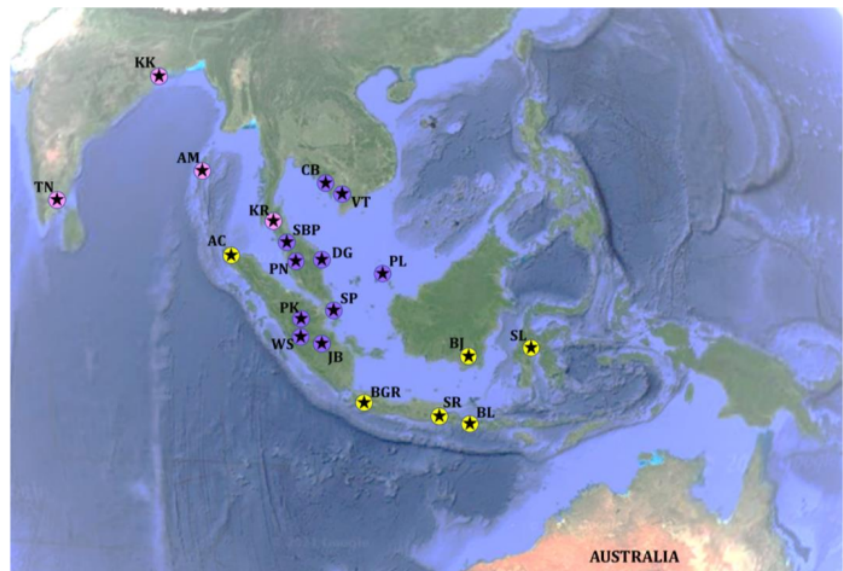 KK
AM
TN
CB
VT
KR
SBP
AC
DG
PN
PL
SP
PK
WS
JB
BJ
SL
BGR
SR
BL
AUSTRALIA